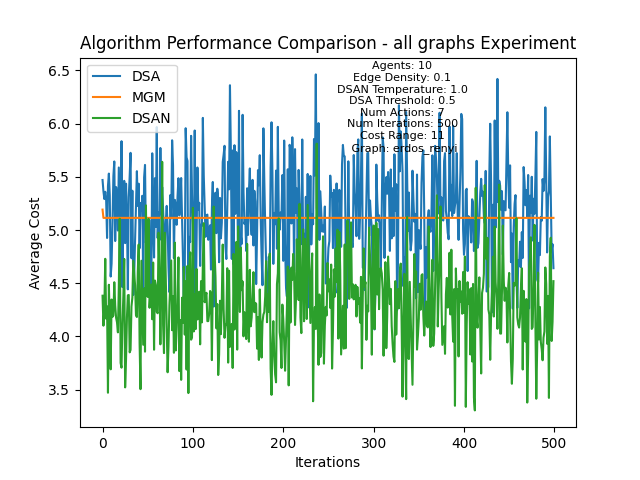 Algorithm Performance Comparison - all graphs Experiment
DSA
MGM
DSAN
Agents: 10
Edge Density: 0.1
DSAN Temperature: 1.0
DSA Threshold: 0.5
Num Actions: 7
Num Iterations: 500
Cost Range: 11
Graph: erdos_renyi
Average Cost
6.5
6.0
5.5
5.0
4.5
4.0
3.5
0
100
200
300
400
500
Iterations